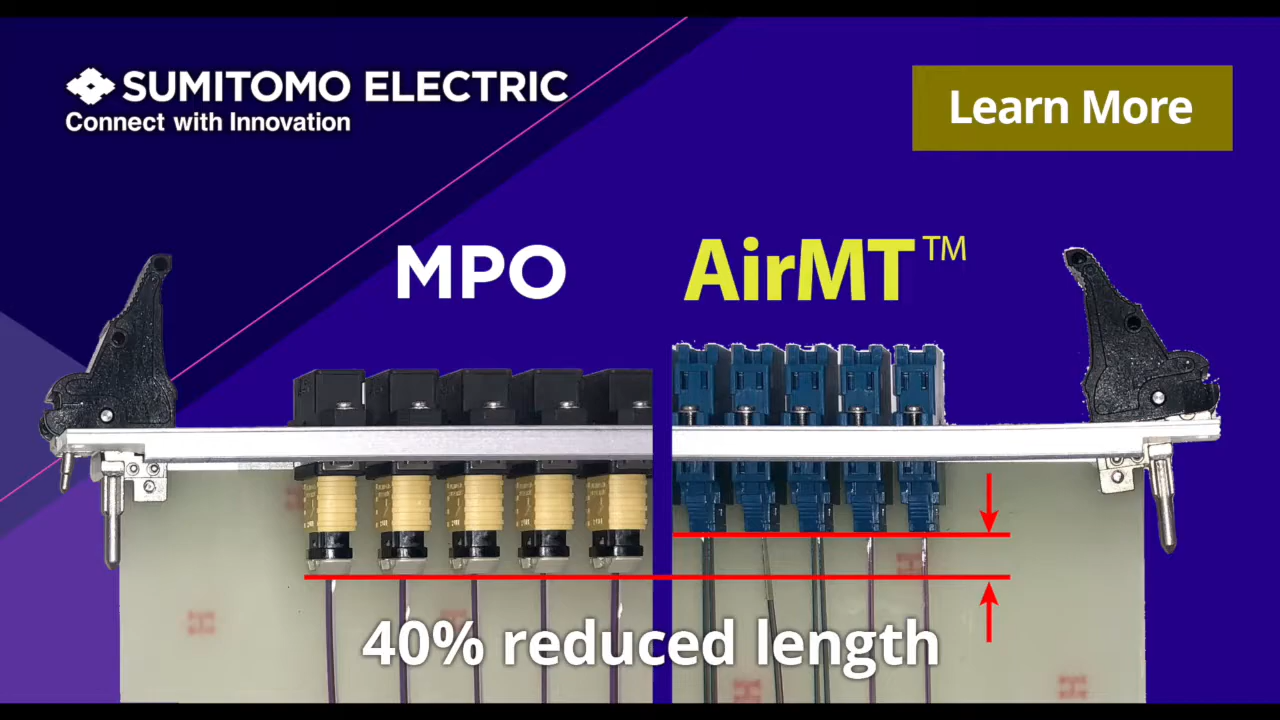 SUMITOMO ELECTRIC
Connect with Innovation
Learn More
MPO
AirMT™
40% reduced length